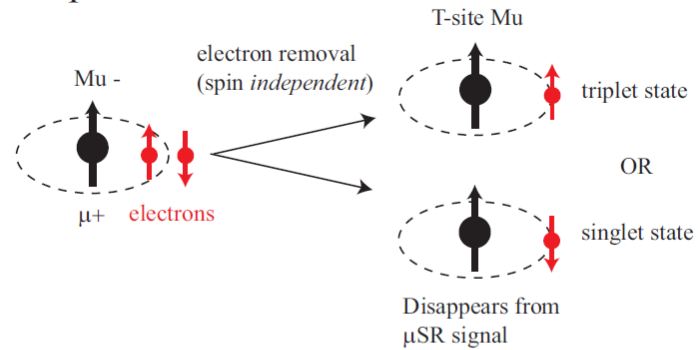 T-site Mu
electron removal
(spin independent)
Mu -
triplet state
OR
μ+ electrons
singlet state
Disappears from
μSR signal